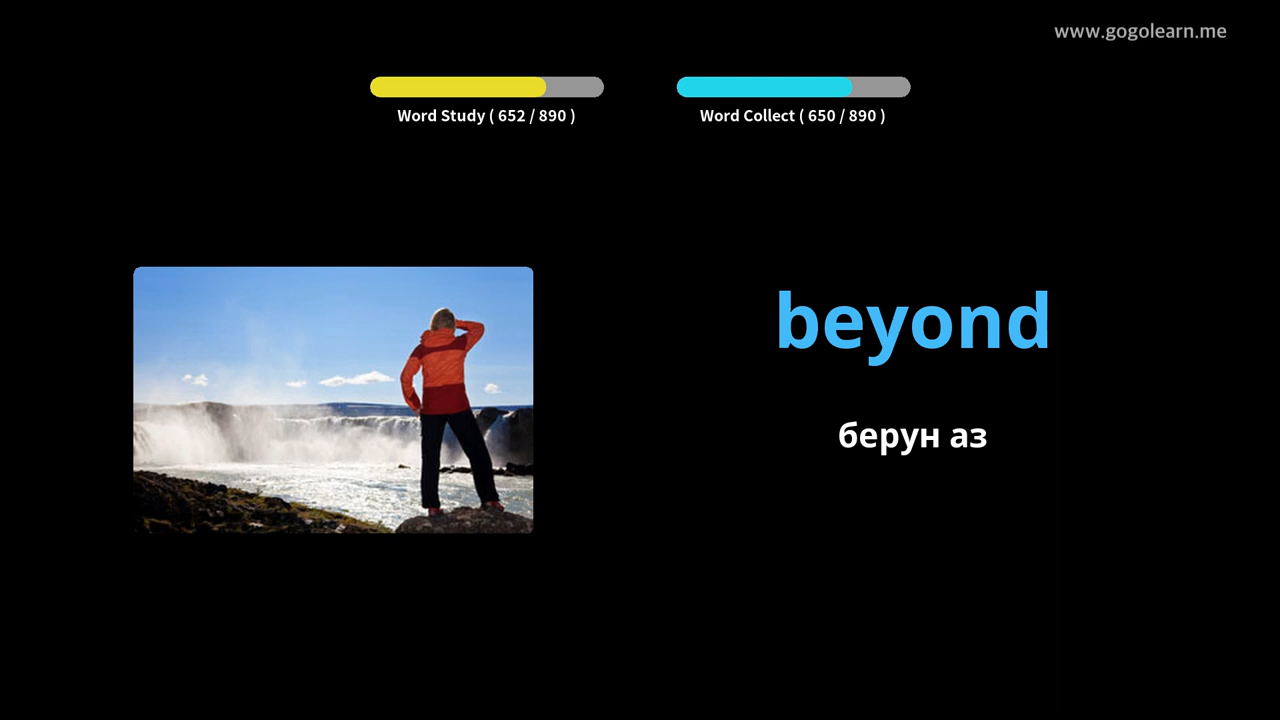 www.gogolearn.me
Word Study ( 652 / 890 )
Word Collect ( 650 / 890 )
beyond
берун аз